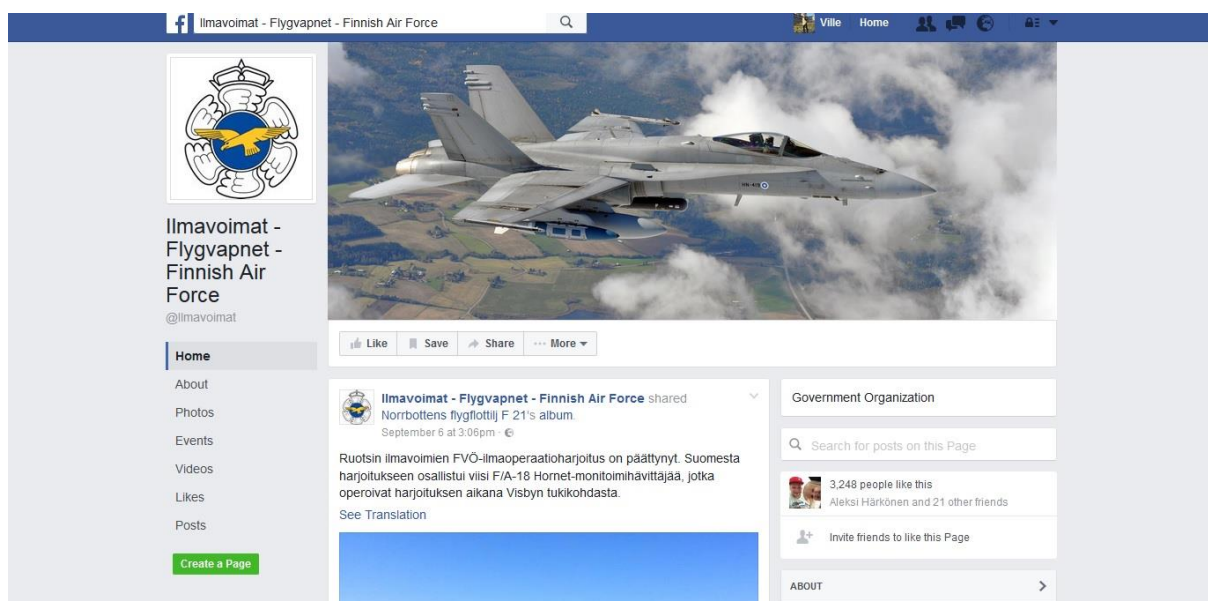 Ilmavoimat - Flygvapnet - Finnish Air Force
Ville
Home
Ilmavoimat -
Flygvapnet -
Finnish Air
Force
@Ilmavoimat
Home
About
Photos
Events
Videos
Likes
Posts
Create a Page
Like
Save
Share
More
Ilmavoimat - Flygvapnet - Finnish Air Force shared
Norrbottens flygflottilj F 21's album.
September 6 at 3:06pm ·
Ruotsin ilmavoimien FVÖ-ilmaoperaatioharjoitus on päättynyt. Suomesta
harjoitukseen osallistui viisi F/A-18 Hornet-monitoimihävittäjää, jotka
operoivat harjoituksen aikana Visbyn tukikohdasta.
See Translation
Government Organization
Search for posts on this Page
3,248 people like this
Aleksi Härkönen and 21 other friends
Invite friends to like this Page
ABOUT